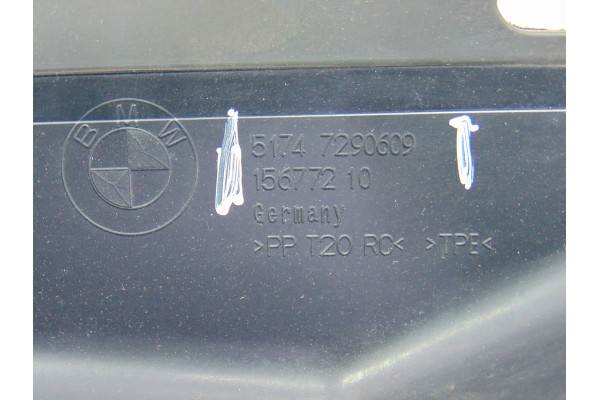 BMW
5174 7290609
156772 10
Germany
>PP T20 RC< >TPE<